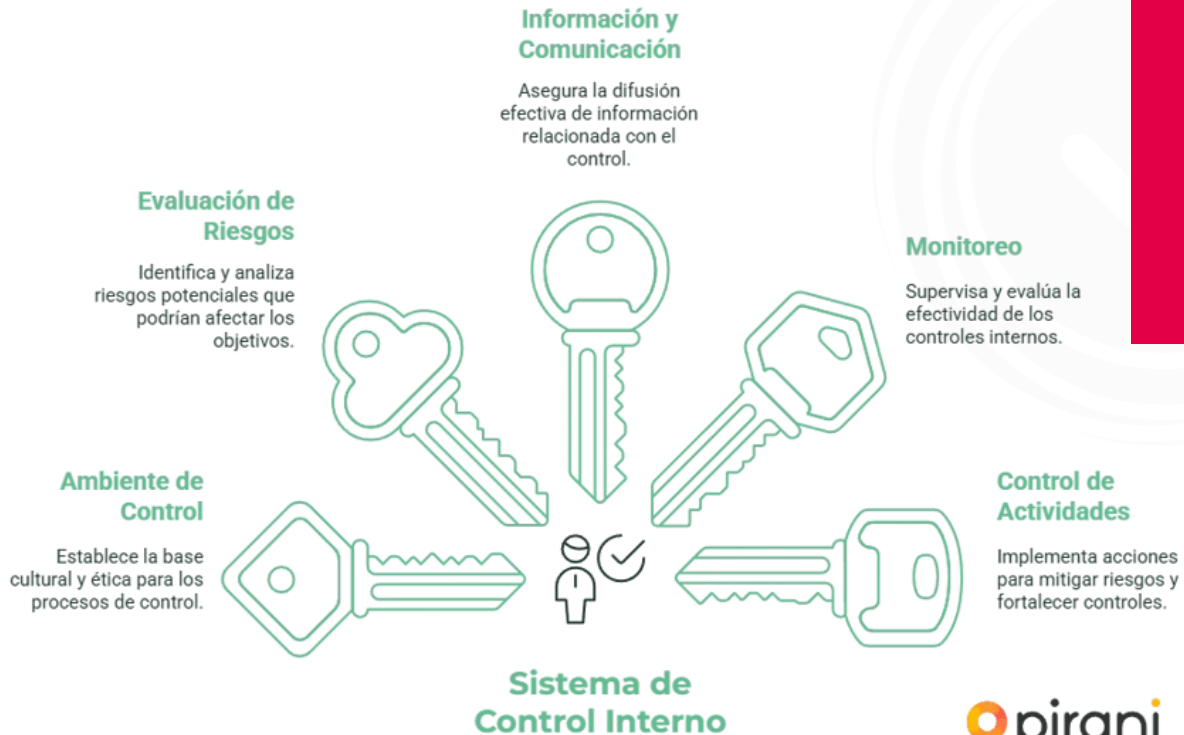 Información y
Comunicación
Asegura la difusión
efectiva de información
relacionada con el
control.
Evaluación de
Riesgos
Identifica y analiza
riesgos potenciales que
podrían afectar los
objetivos.
Monitoreo
Supervisa y evalúa la
efectividad de los
controles internos.
Ambiente de
Control
Establece la base
cultural y ética para los
procesos de control.
Control de
Actividades
Implementa acciones
para mitigar riesgos y
fortalecer controles.
Sistema de
Control Interno
pirani